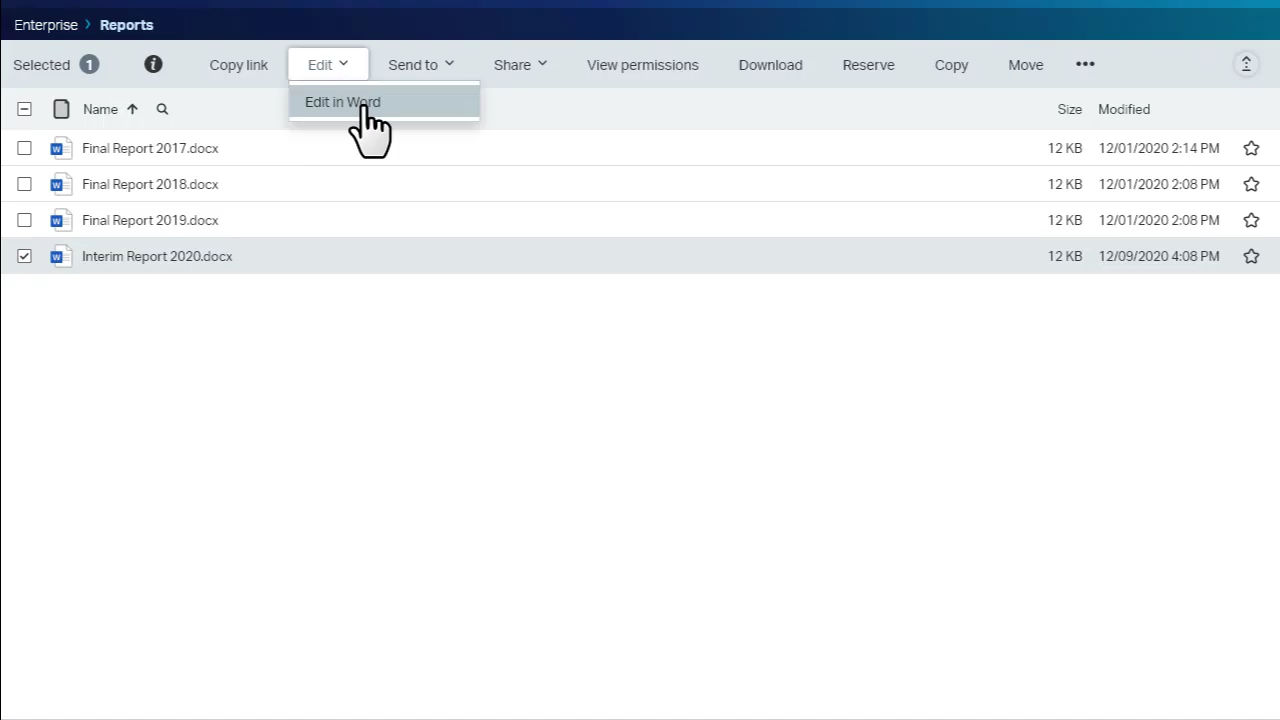 Enterprise > Reports
Selected 1 i Copy link Edit Send to Share View permissions Download Reserve Copy Move •••
Edit in Word
Name Size Modified
W Final Report 2017.docx 12 KB 12/01/2020 2:14 PM
W Final Report 2018.docx 12 KB 12/01/2020 2:08 PM
W Final Report 2019.docx 12 KB 12/01/2020 2:08 PM
W Interim Report 2020.docx 12 KB 12/09/2020 4:08 PM